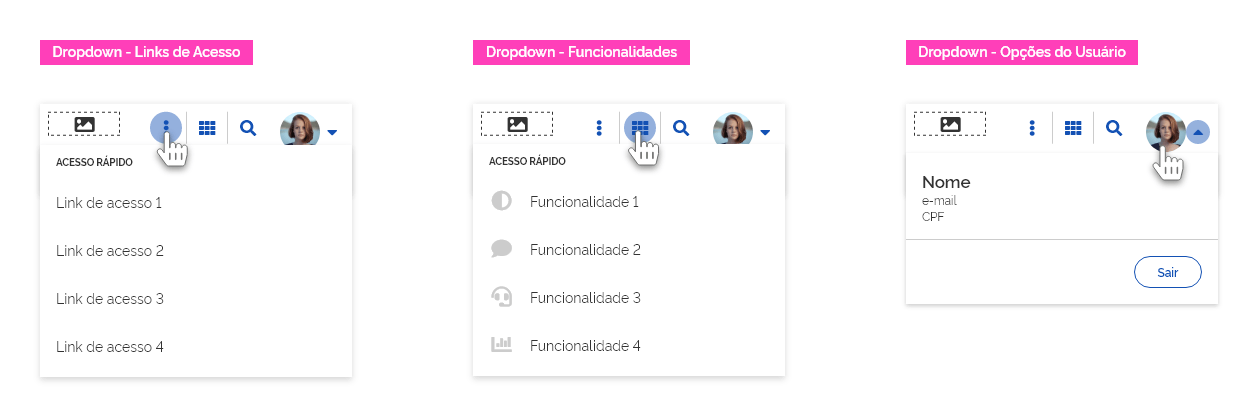 Dropdown - Links de Acesso
ACESSO RÁPIDO
Link de acesso 1
Link de acesso 2
Link de acesso 3
Link de acesso 4
Dropdown - Funcionalidades
ACESSO RÁPIDO
Funcionalidade 1
Funcionalidade 2
Funcionalidade 3
Funcionalidade 4
Dropdown - Opções do Usuário
Nome
e-mail
CPF
Sair